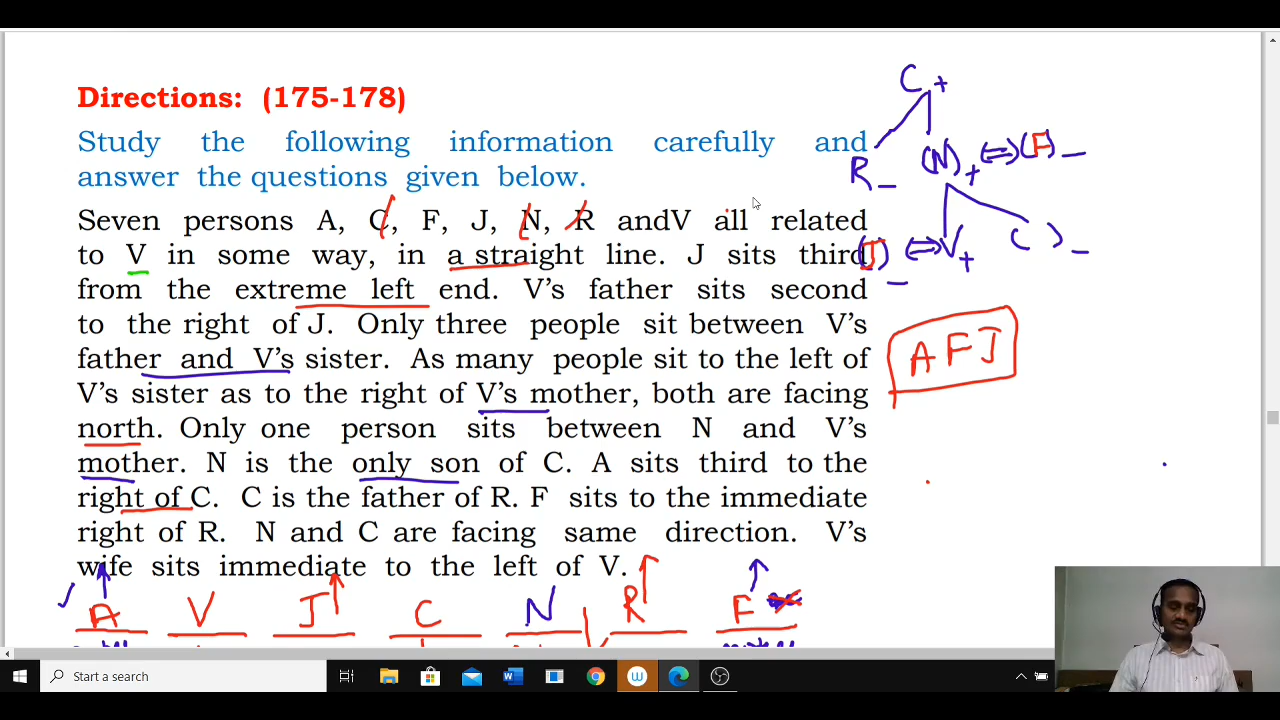 Directions: (175-178)
Study the following information carefully and
answer the questions given below.
Seven persons A, C, F, J, N, R andV all related
to V in some way, in a straight line. J sits third
from the extreme left end. V's father sits second
to the right of J. Only three people sit between V's
father and V's sister. As many people sit to the left of
V's sister as to the right of V's mother, both are facing
north. Only one person sits between N and V's
mother. N is the only son of C. A sits third to the
right of C. C is the father of R. F sits to the immediate
right of R. N and C are facing same direction. V's
wife sits immediate to the left of V.
A V J C N R F
C +
R - (N) + ⇔ (F) -
(J) - ⇔ V + ( ) -
A F J
Start a search